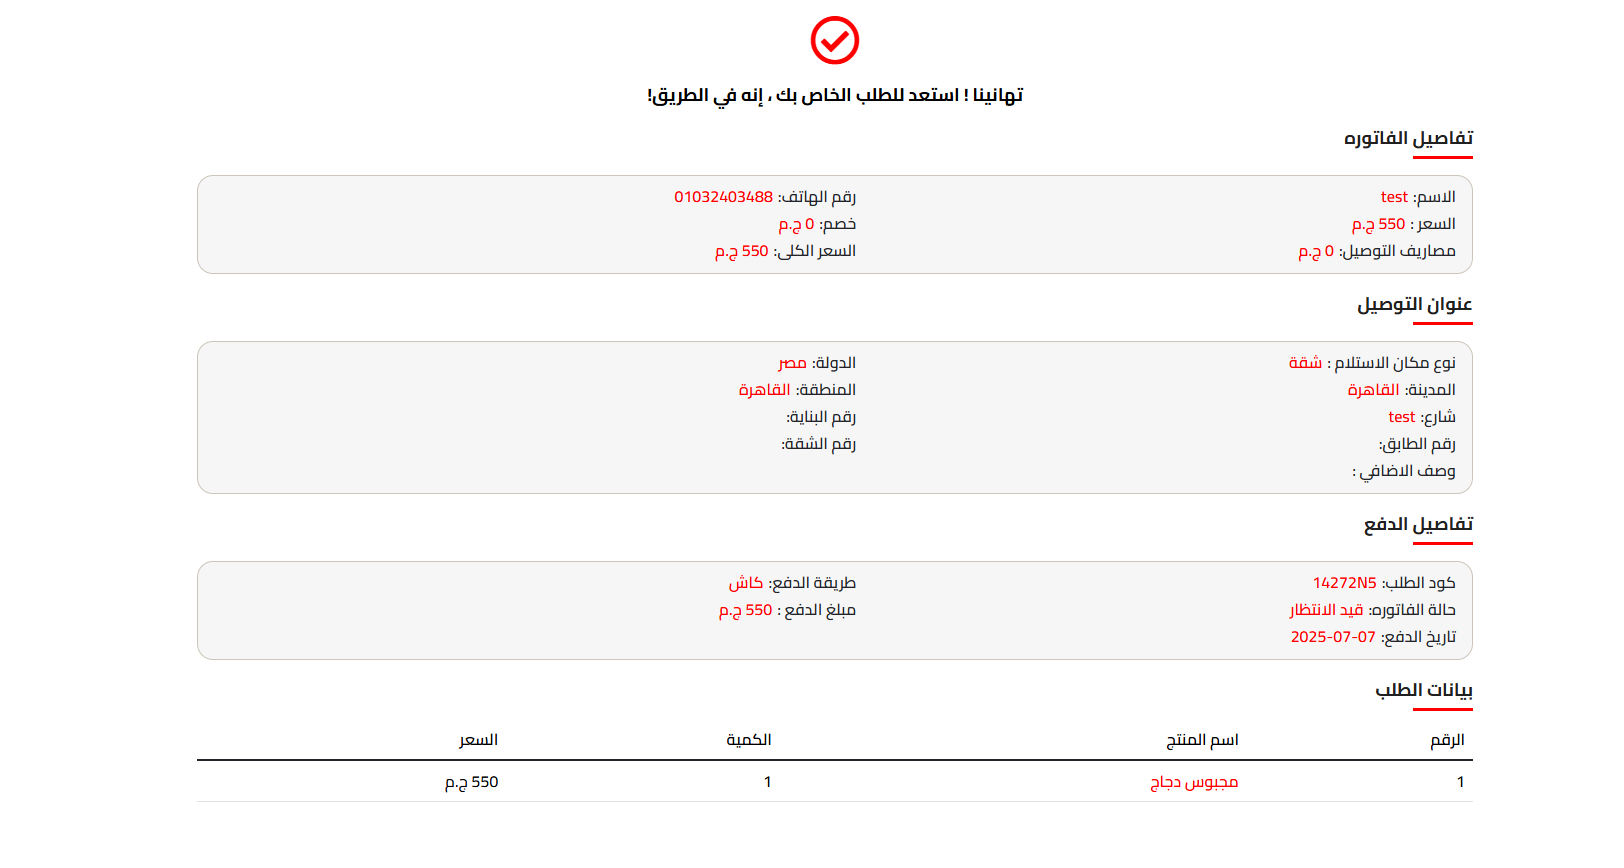 تهانينا ! استعد للطلب الخاص بك ، إنه في الطريق!
تفاصيل الفاتوره
الاسم: test
رقم الهاتف: 01032403488
السعر : 550 ج.م
خصم: 0 ج.م
مصاريف التوصيل: 0 ج.م
السعر الكلى: 550 ج.م
عنوان التوصيل
نوع مكان الاستلام : شقة
الدولة: مصر
المدينة: القاهرة
المنطقة: القاهرة
شارع: test
رقم البناية:
رقم الطابق:
رقم الشقة:
وصف الاضافي :
تفاصيل الدفع
كود الطلب: 14272N5
طريقة الدفع: كاش
حالة الفاتوره: قيد الانتظار
مبلغ الدفع : 550 ج.م
تاريخ الدفع: 2025-07-07
بيانات الطلب
الرقم اسم المنتج الكمية السعر
1 مجبوس دجاج 1 550 ج.م